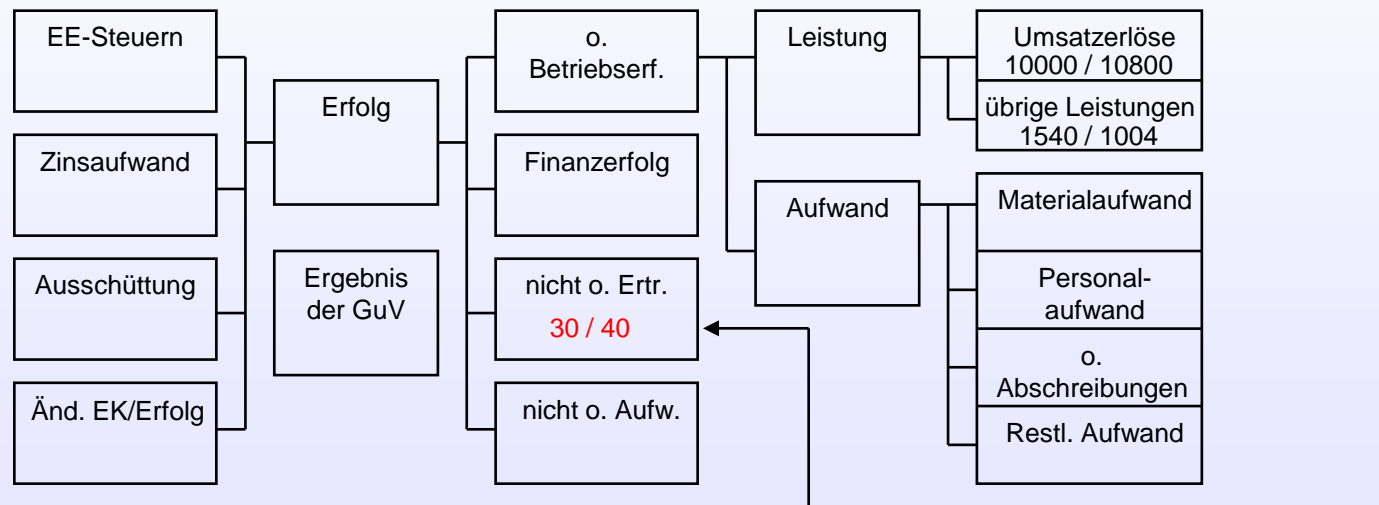 EE-Steuern
Zinsaufwand
Ausschüttung
Änd. EK/Erfolg
Erfolg
Ergebnis
der GuV
o.
Betriebserf.
Finanzerfolg
nicht o. Ertr.
30 / 40
nicht o. Aufw.
Leistung
Aufwand
Umsatzerlöse
10000 / 10800
übrige Leistungen
1540 / 1004
Materialaufwand
Personal-
aufwand
o.
Abschreibungen
Restl. Aufwand